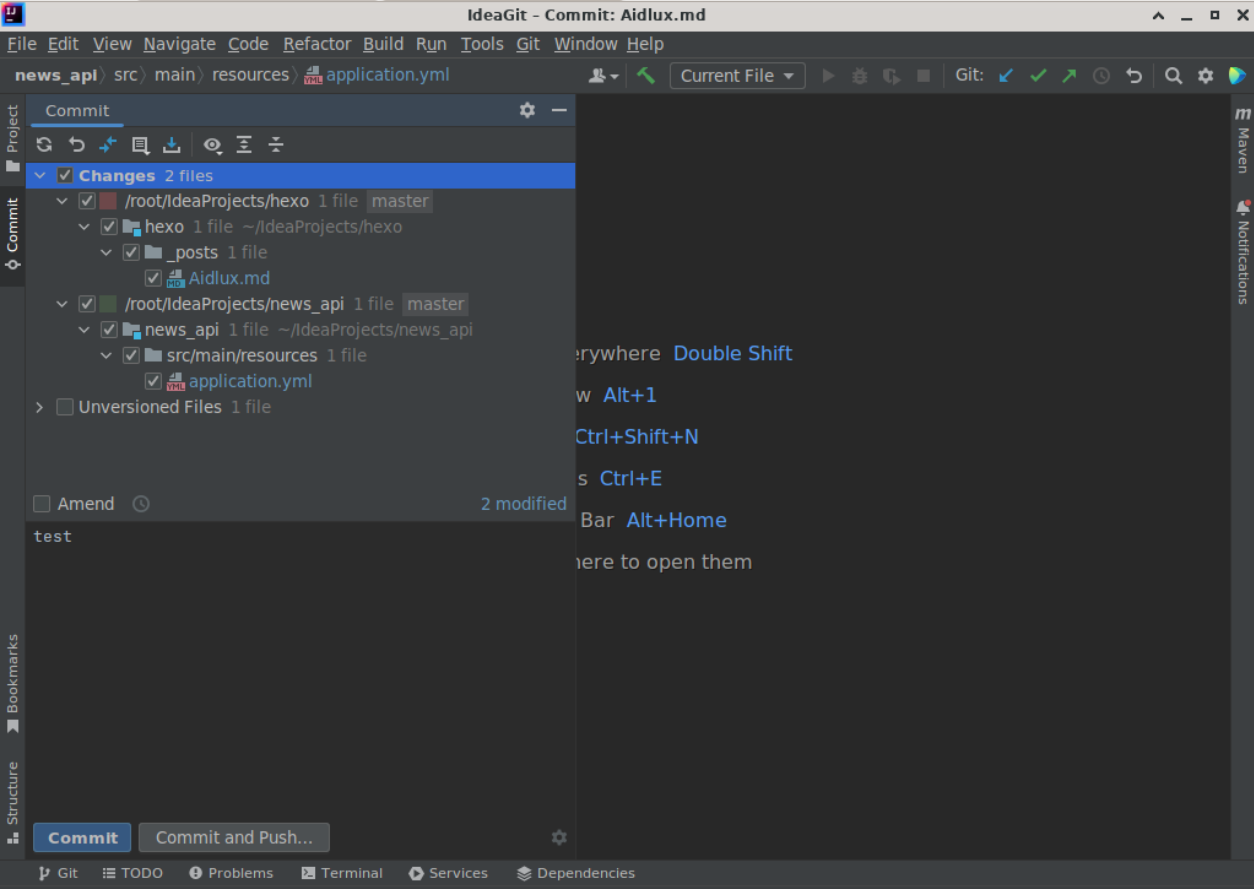 IdeaGit - Commit: Aidlux.md
File Edit View Navigate Code Refactor Build Run Tools Git Window Help
news_api src main resources application.yml Current File Git:
Project
Commit
Bookmarks
Structure
Commit
Changes 2 files
/root/IdeaProjects/hexo 1 file master
hexo 1 file ~/IdeaProjects/hexo
_posts 1 file
MD Aidlux.md
/root/IdeaProjects/news_api 1 file master
news_api 1 file ~/IdeaProjects/news_api
src/main/resources 1 file
YML application.yml
Unversioned Files 1 file
Amend 2 modified
test
Commit Commit and Push...
erywhere Double Shift
w Alt+1
Ctrl+Shift+N
s Ctrl+E
Bar Alt+Home
here to open them
m Maven
Notifications
Git TODO Problems Terminal Services Dependencies